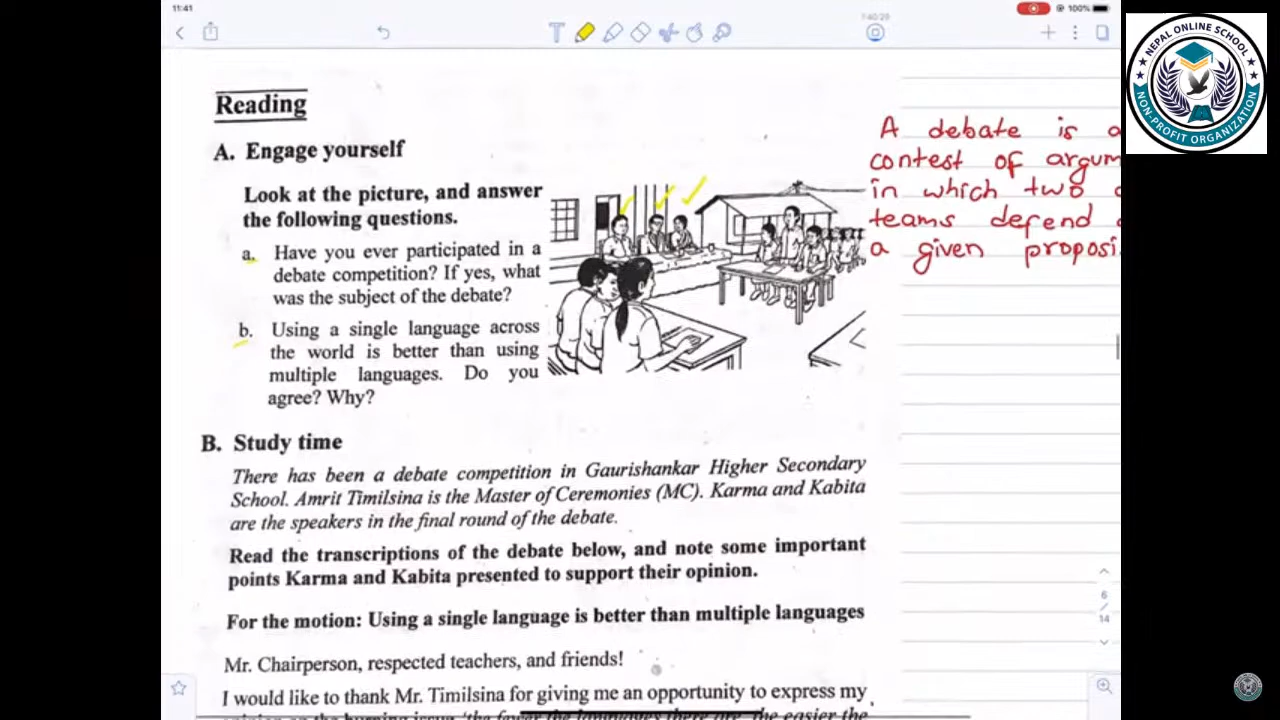 11:41
100%
Reading
A. Engage yourself
Look at the picture, and answer
the following questions.
a. Have you ever participated in a
debate competition? If yes, what
was the subject of the debate?
b. Using a single language across
the world is better than using
multiple languages. Do you
agree? Why?
A debate is a
contest of argum
in which two
teams defend
a given proposi
B. Study time
There has been a debate competition in Gaurishankar Higher Secondary
School. Amrit Timilsina is the Master of Ceremonies (MC). Karma and Kabita
are the speakers in the final round of the debate.
Read the transcriptions of the debate below, and note some important
points Karma and Kabita presented to support their opinion.
For the motion: Using a single language is better than multiple languages
Mr. Chairperson, respected teachers, and friends!
I would like to thank Mr. Timilsina for giving me an opportunity to express my
6
/
14
NEPAL ONLINE SCHOOL
NON-PROFIT ORGANIZATION